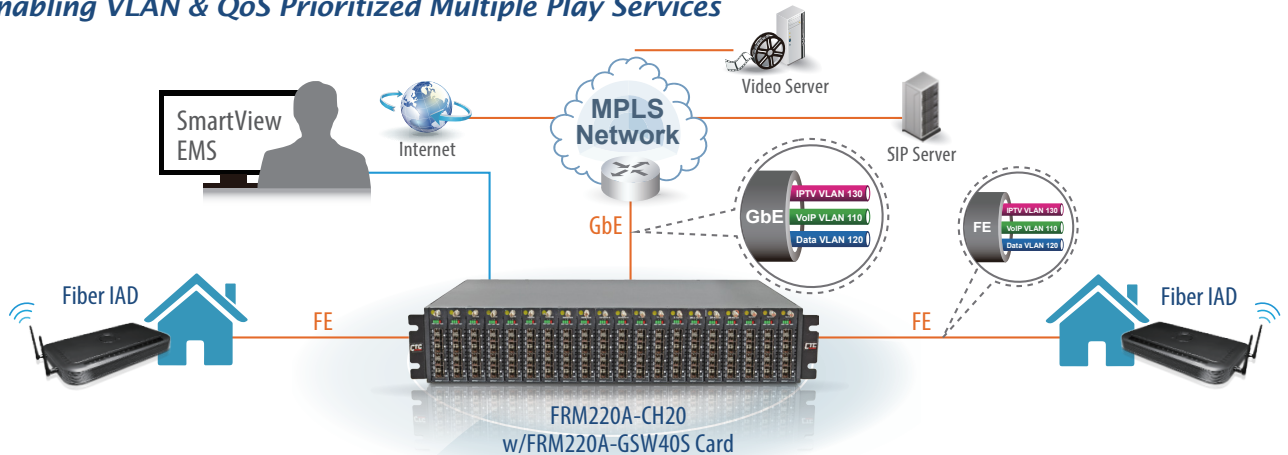 nabling VLAN & QoS Prioritized Multiple Play Services
Video Server
SmartView
EMS
Internet
MPLS
Network
SIP Server
GbE
GbE
IPTV VLAN 130
VoIP VLAN 110
Data VLAN 120
FE
IPTV VLAN 130
VoIP VLAN 110
Data VLAN 120
Fiber IAD
FE
CTC
FE
Fiber IAD
FRM220A-CH20
w/FRM220A-GSW40S Card